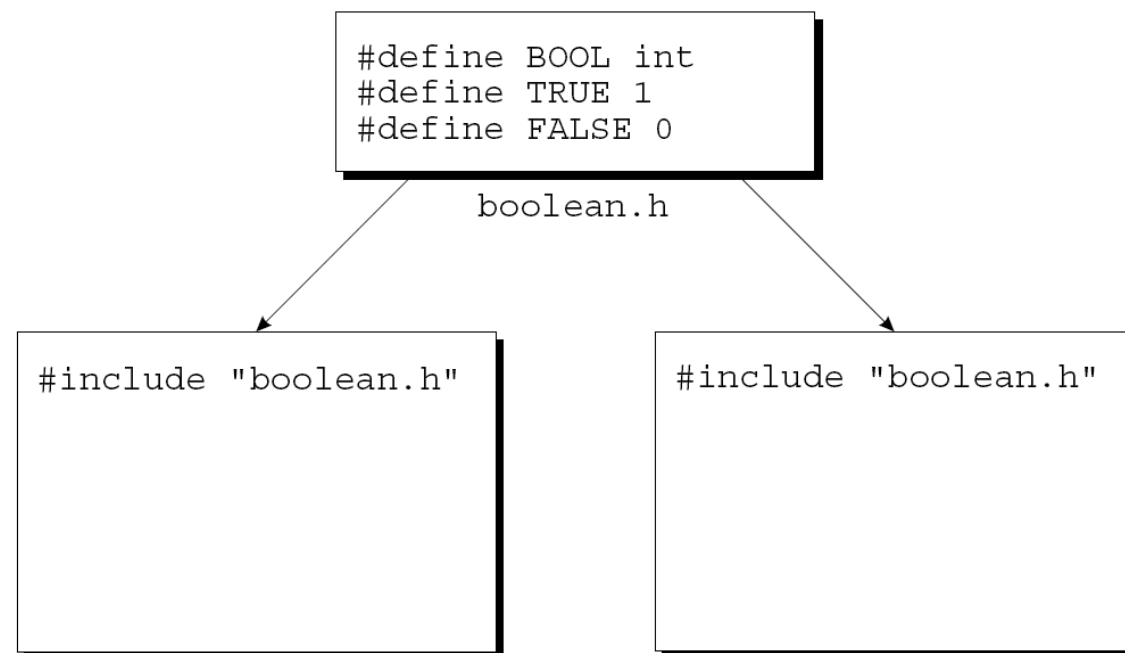 #define BOOL int
#define TRUE 1
#define FALSE 0
boolean.h
#include "boolean.h"
#include "boolean.h"